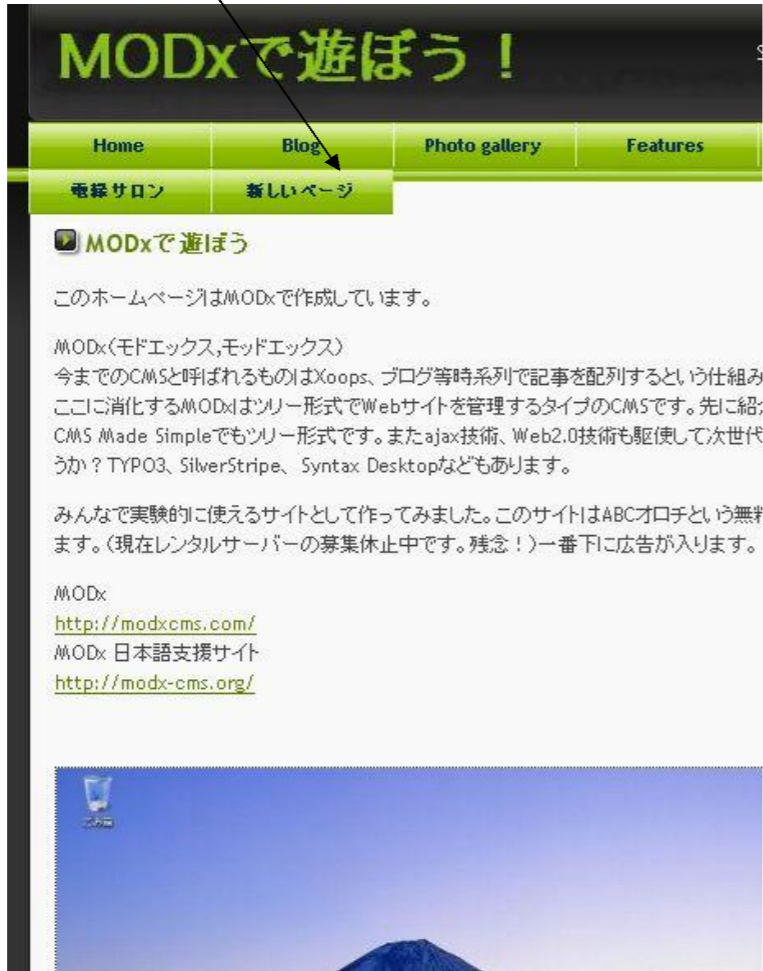 MODxで遊ぼう！
Home Blog Photo gallery Features
電縁サロン 新しいページ
MODxで遊ぼう
このホームページはMODxで作成しています。
MODx(モドエックス,モッドエックス)
今までのCMSと呼ばれるものはXoops、ブログ等時系列で記事を配列するという仕組み
ここに消化するMODxはツリー形式でWebサイトを管理するタイプのCMSです。先に紹
CMS Made Simpleでもツリー形式です。またajax技術、Web2.0技術も駆使して次世代
うか？TYPO3、SilverStripe、 Syntax Desktopなどもあります。
みんなで実験的に使えるサイトとして作ってみました。このサイトはABCオロチという無料
ます。(現在レンタルサーバーの募集休止中です。残念！)一番下に広告が入ります。
MODx
http://modxcms.com/
MODx 日本語支援サイト
http://modx-cms.org/
ごみ箱